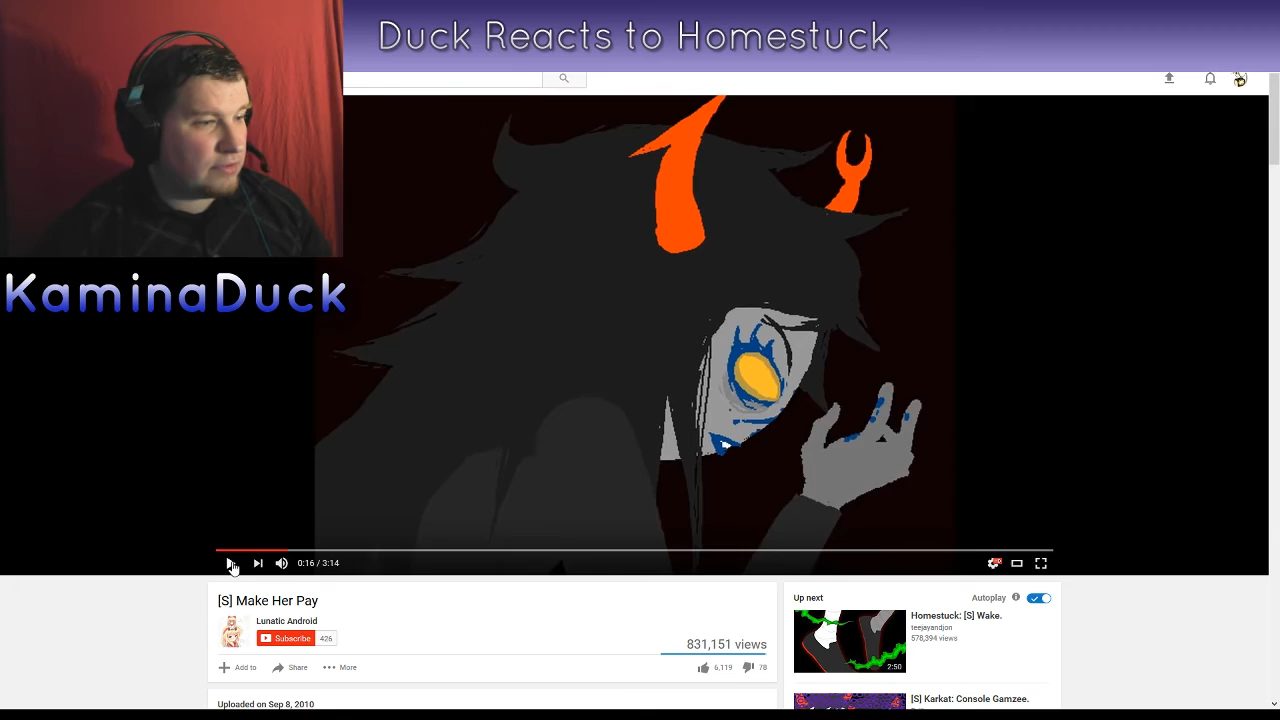 Duck Reacts to Homestuck
KaminaDuck
0:16 / 3:14
[S] Make Her Pay
Lunatic Android
Subscribe 426
831,151 views
Add to Share More
6,119 78
Uploaded on Sep 8, 2010
Up next
Autoplay
Homestuck: [S] Wake.
teejayandjon
578,394 views
2:50
[S] Karkat: Console Gamzee.